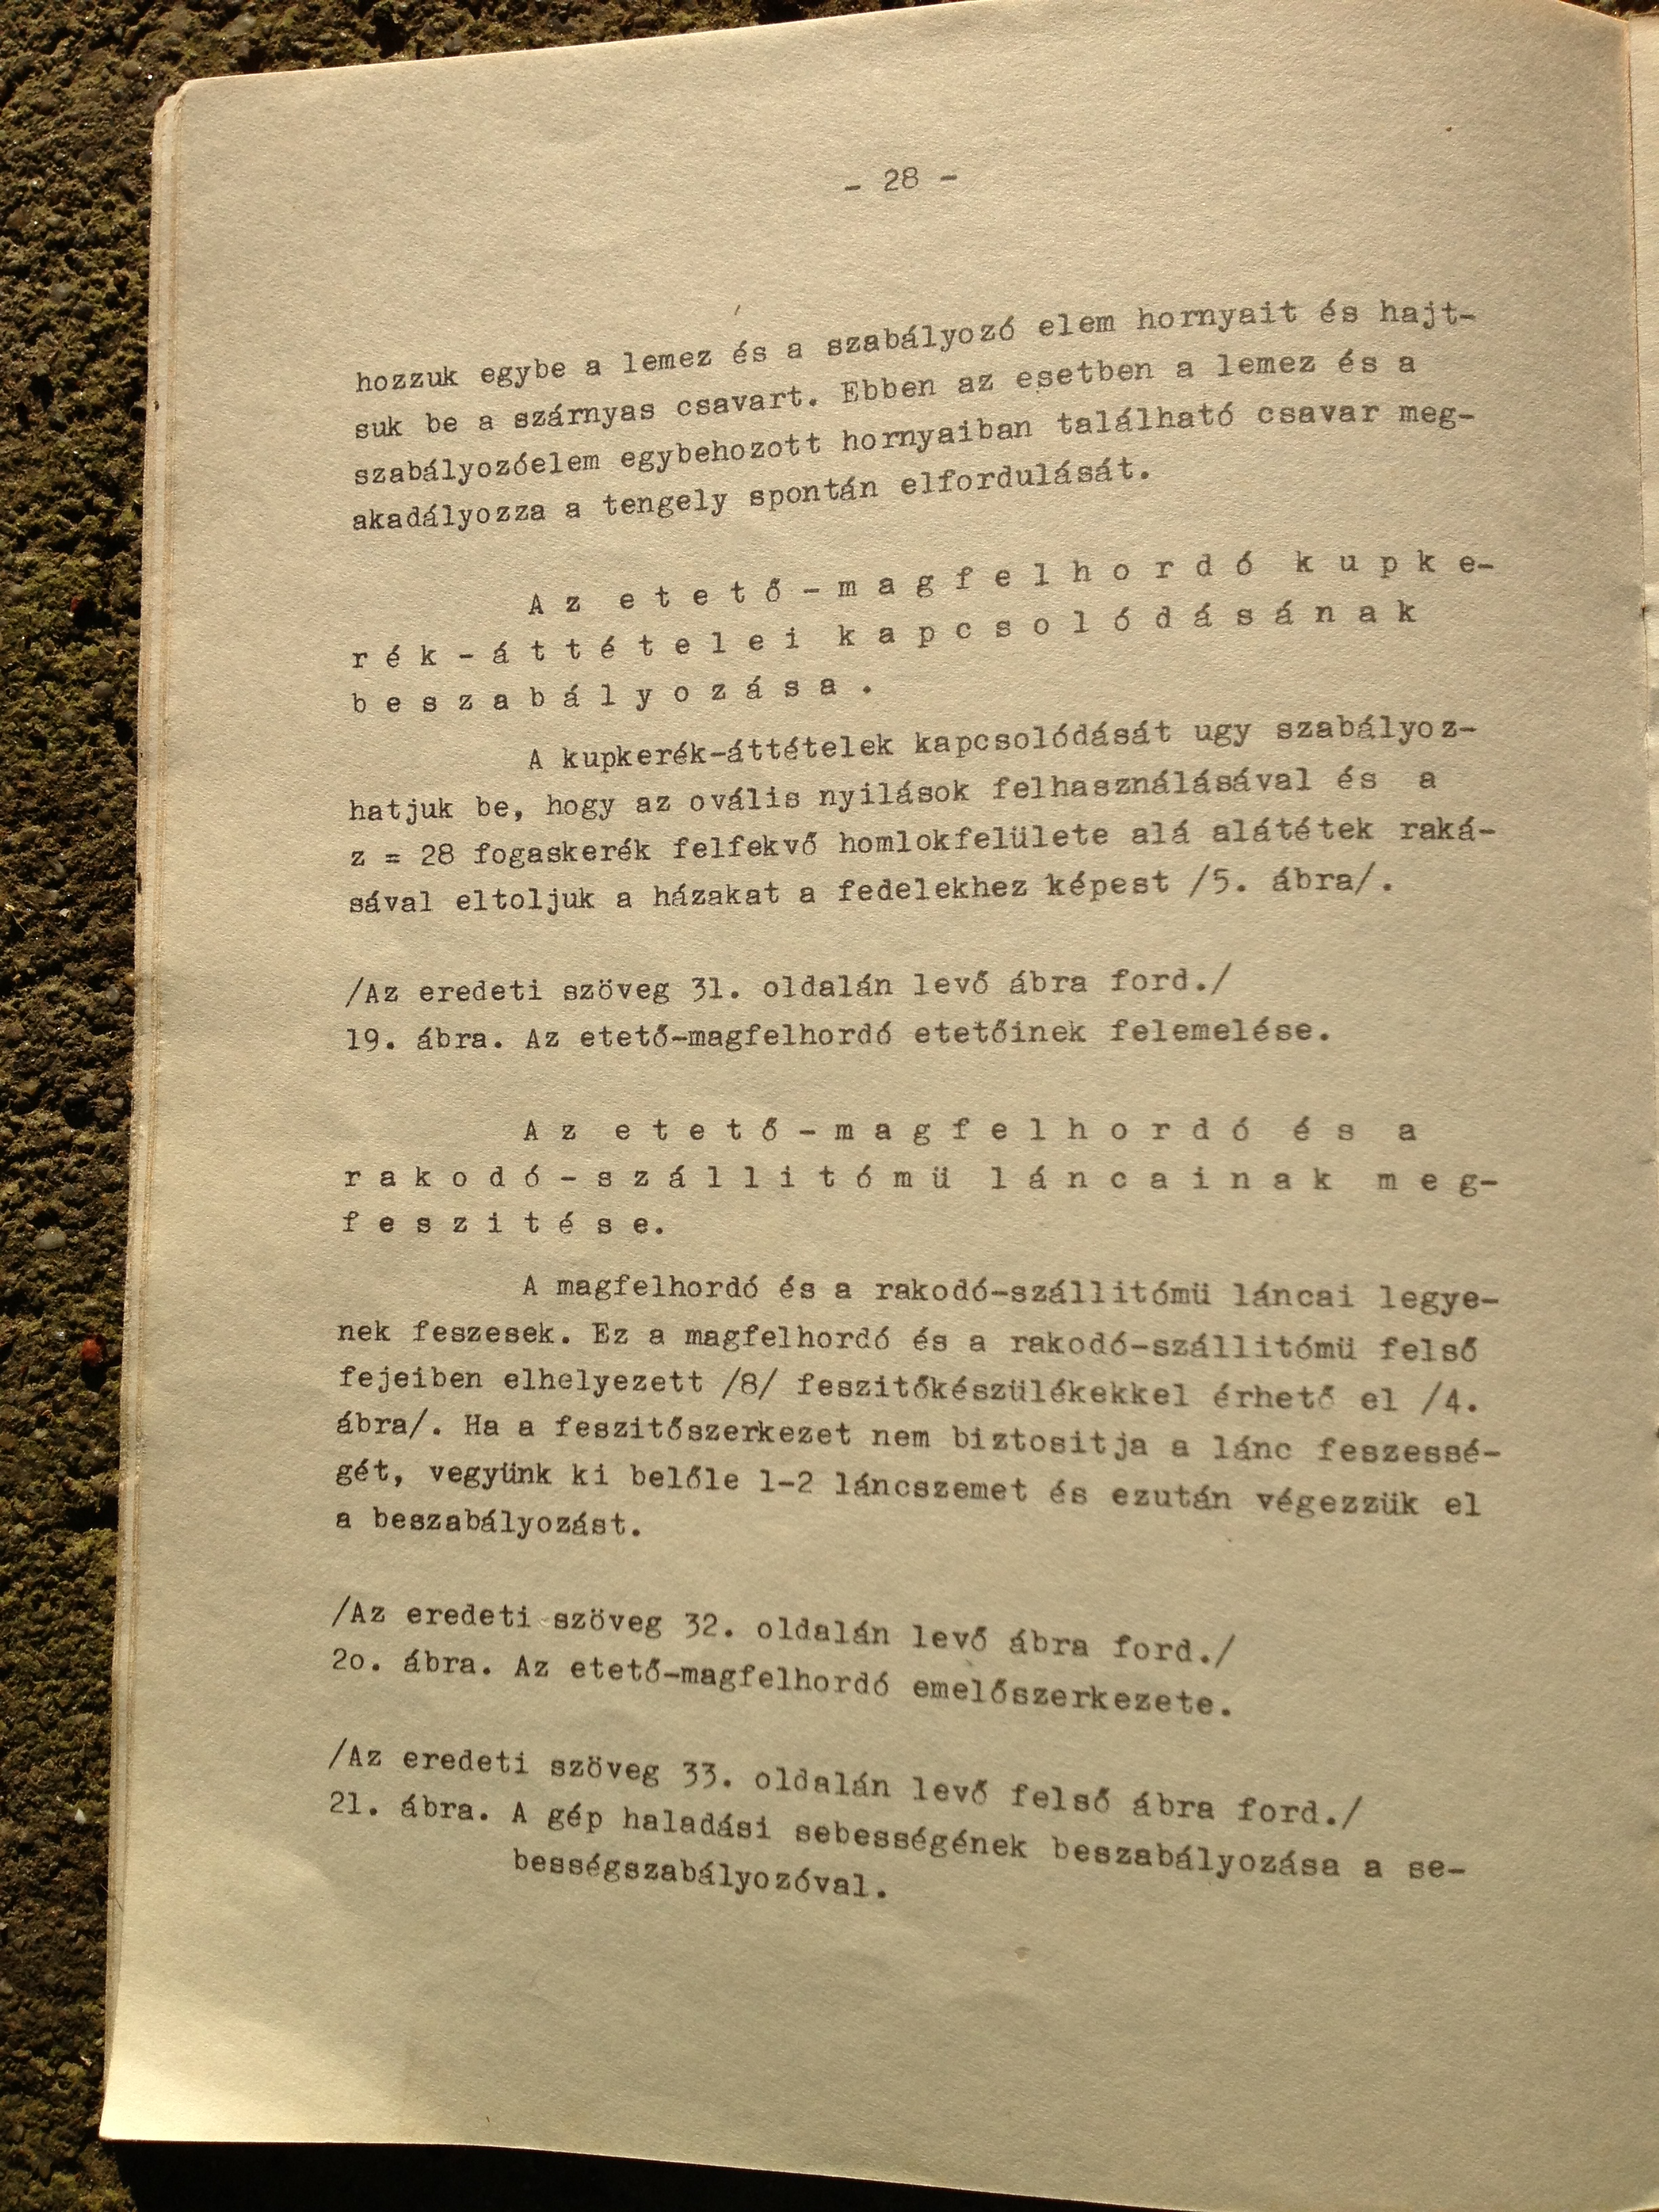 - 28 -
hozzuk egybe a lemez és a szabályozó elem hornyait és hajt-
suk be a szárnyas csavart. Ebben az esetben a lemez és a
szabályozóelem egybehozott hornyaiban található csavar meg-
akadályozza a tengely spontán elfordulását.
A z  e t e t ő - m a g f e l h o r d ó  k u p k e-
r é k - á t t é t e l e i  k a p c s o l ó d á s á n a k
b e s z a b á l y o z á s a .
A kupkerék-áttételek kapcsolódását ugy szabályoz-
hatjuk be, hogy az ovális nyilások felhasználásával és a
z = 28 fogaskerék felfekvő homlokfelülete alá alátétek raká-
sával eltoljuk a házakat a fedelekhez képest /5. ábra/.
/Az eredeti szöveg 31. oldalán levő ábra ford./
19. ábra. Az etető-magfelhordó etetőinek felemelése.
A z  e t e t ő - m a g f e l h o r d ó  é s  a
r a k o d ó - s z á l l i t ó m ü  l á n c a i n a k  m e g-
f e s z i t é s e.
A magfelhordó és a rakodó-szállitómü láncai legye-
nek feszesek. Ez a magfelhordó és a rakodó-szállitómü felső
fejeiben elhelyezett /8/ feszitőkészülékekkel érhető el /4.
ábra/. Ha a feszitőszerkezet nem biztositja a lánc feszessé-
gét, vegyünk ki belőle 1-2 láncszemet és ezután végezzük el
a beszabályozást.
/Az eredeti szöveg 32. oldalán levő ábra ford./
2o. ábra. Az etető-magfelhordó emelőszerkezete.
/Az eredeti szöveg 33. oldalán levő felső ábra ford./
21. ábra. A gép haladási sebességének beszabályozása a se-
bességszabályozóval.